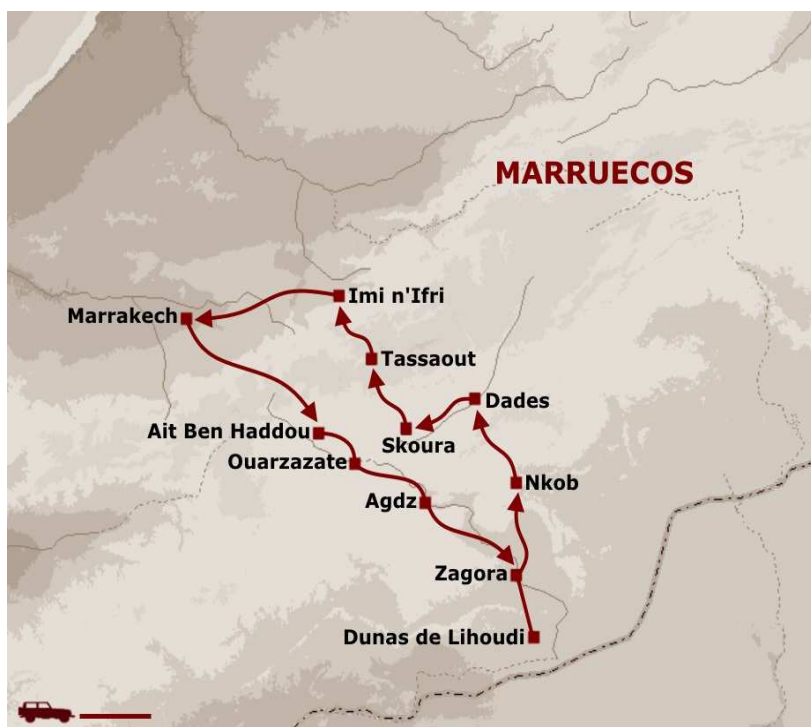 MARRUECOS
Imi n'Ifri
Marrakech
Tassaout
Dades
Ait Ben Haddou
Skoura
Ouarzazate
Nkob
Agdz
Zagora
Dunas de Lihoudi